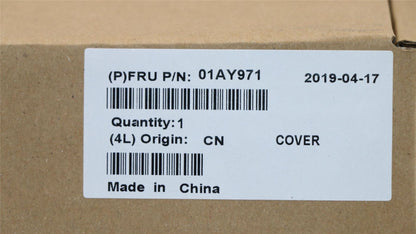 (P)FRU P/N: 01AY971 2019-04-17
Quantity:1
(4L) Origin: CN COVER
Made in China